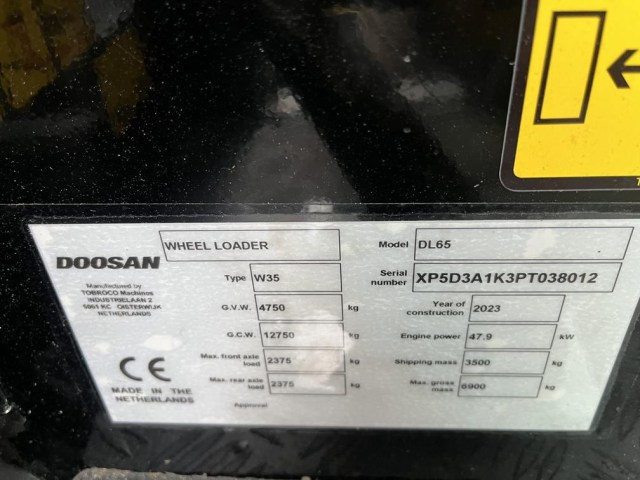 WHEEL LOADER
DOOSAN
Manufactured by
TOBROCO Machines
INDUSTRIELAAN 2
5061 KC OISTERWIJK
NETHERLANDS
Type W35
G.V.W. 4750 kg
G.C.W. 12750 kg
Max. front axle load 2375 kg
Max. rear axle load 2375 kg
Approval
CE
MADE IN THE
NETHERLANDS
Model DL65
Serial number XP5D3A1K3PT038012
Year of construction 2023
Engine power 47.9 kW
Shipping mass 3500 kg
Max. gross mass 6900 kg